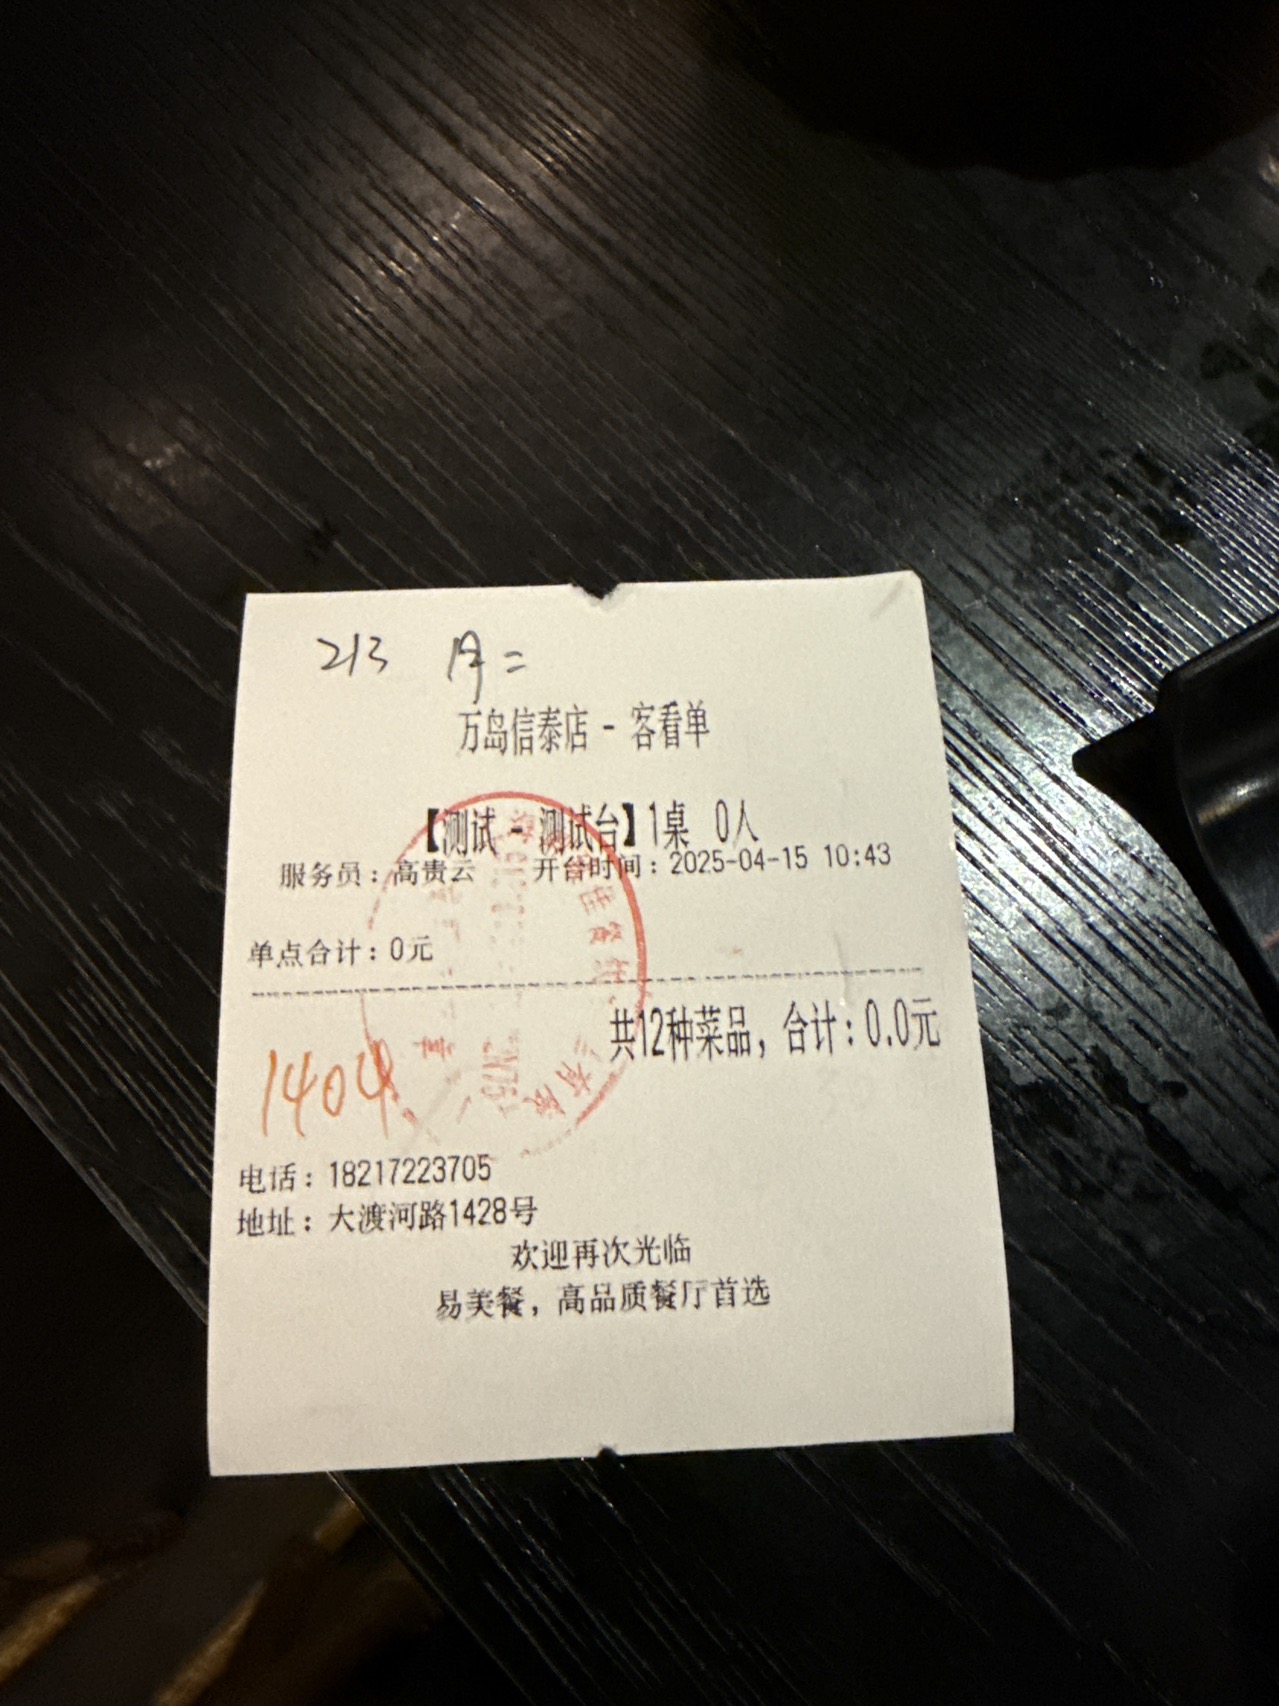 213
万岛信泰店 - 客看单
【测试 - 测试台】1桌 0人
服务员：高贵云 开台时间：2025-04-15 10:43
单点合计：0元
共12种菜品，合计：0.0元
1404
电话：18217223705
地址：大渡河路1428号
欢迎再次光临
易美餐，高品质餐厅首选